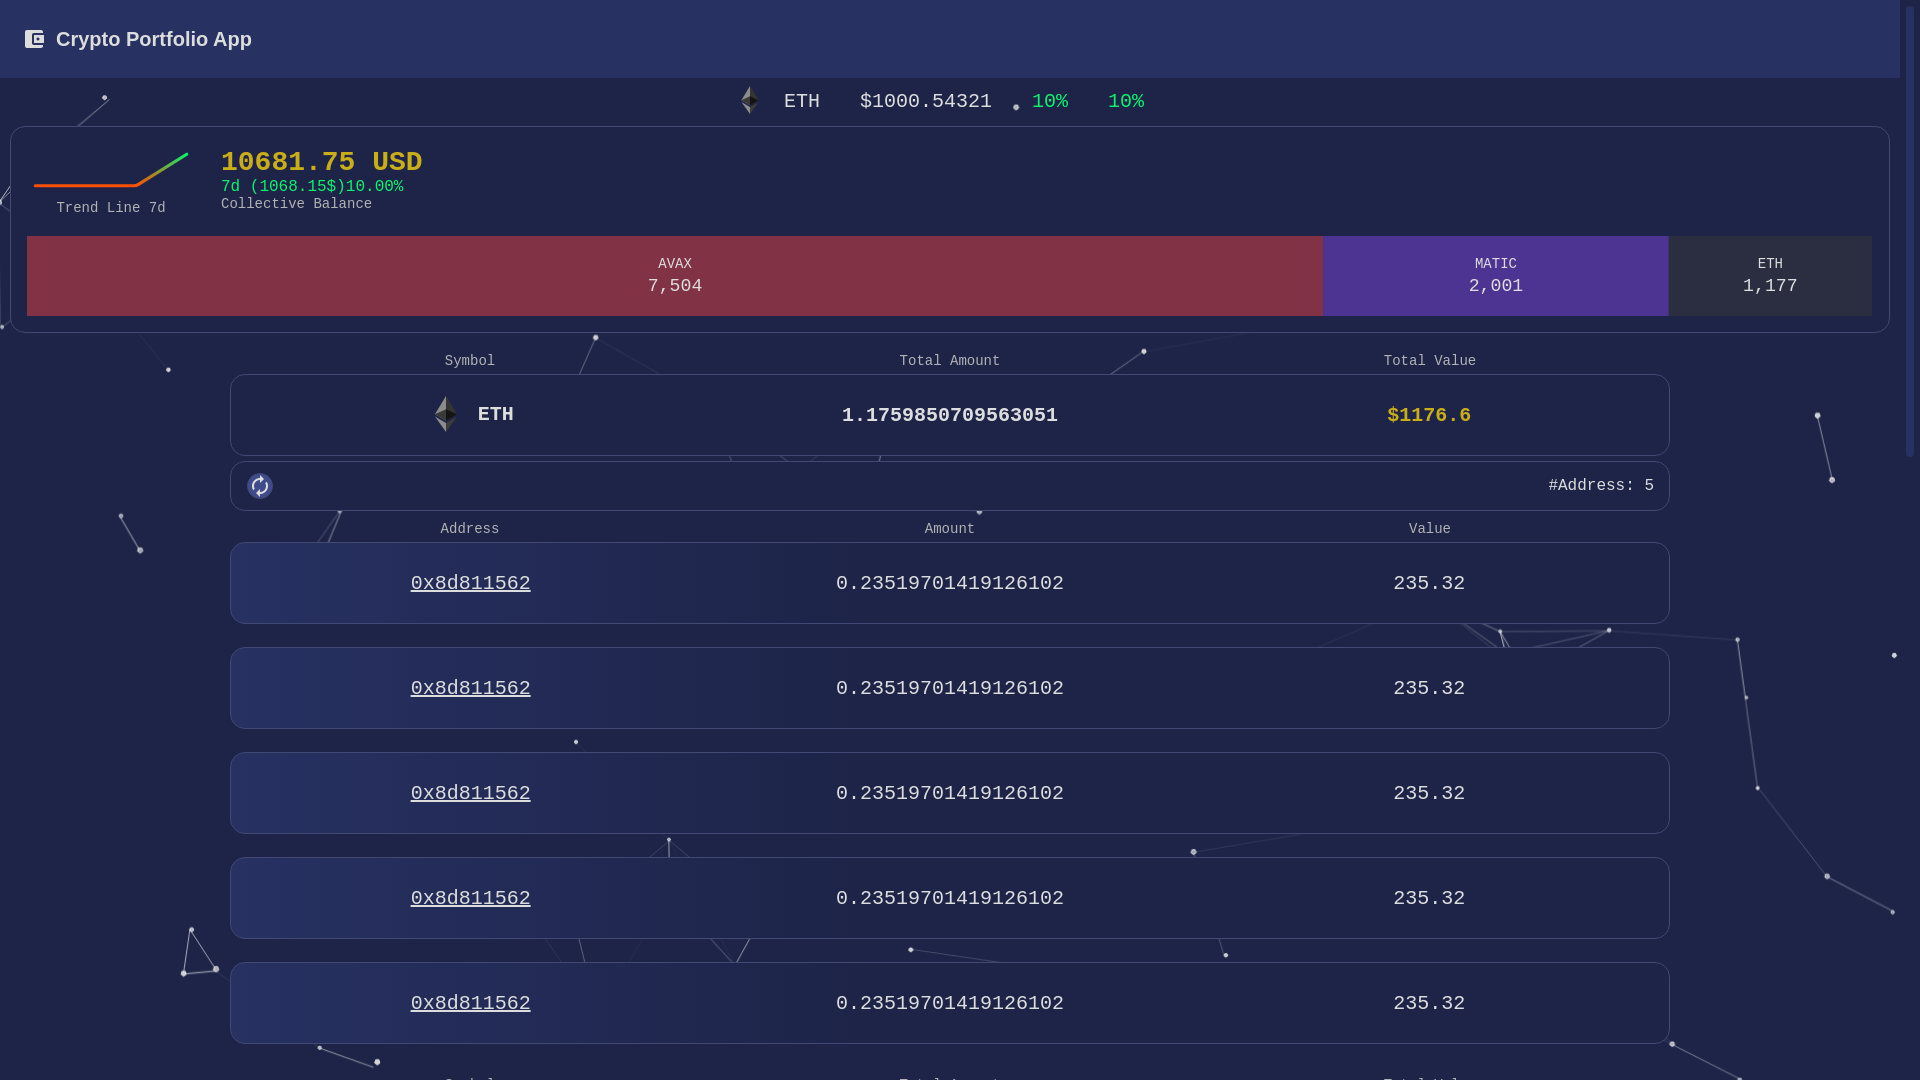 Crypto Portfolio App
ETH $1000.54321 10% 10%
10681.75 USD
7d (1068.15$)10.00%
Collective Balance
Trend Line 7d
AVAX
7,504
MATIC
2,001
ETH
1,177
Symbol Total Amount Total Value
ETH 1.1759850709563051 $1176.6
#Address: 5
Address Amount Value
0x8d811562 0.23519701419126102 235.32
0x8d811562 0.23519701419126102 235.32
0x8d811562 0.23519701419126102 235.32
0x8d811562 0.23519701419126102 235.32
0x8d811562 0.23519701419126102 235.32